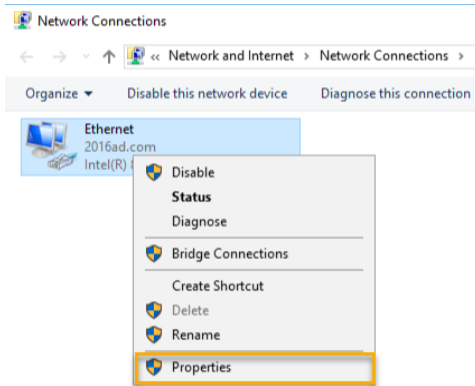 Network Connections
« Network and Internet › Network Connections ›
Organize Disable this network device Diagnose this connection
Ethernet
2016ad.com
Intel(R)
Disable
Status
Diagnose
Bridge Connections
Create Shortcut
Delete
Rename
Properties